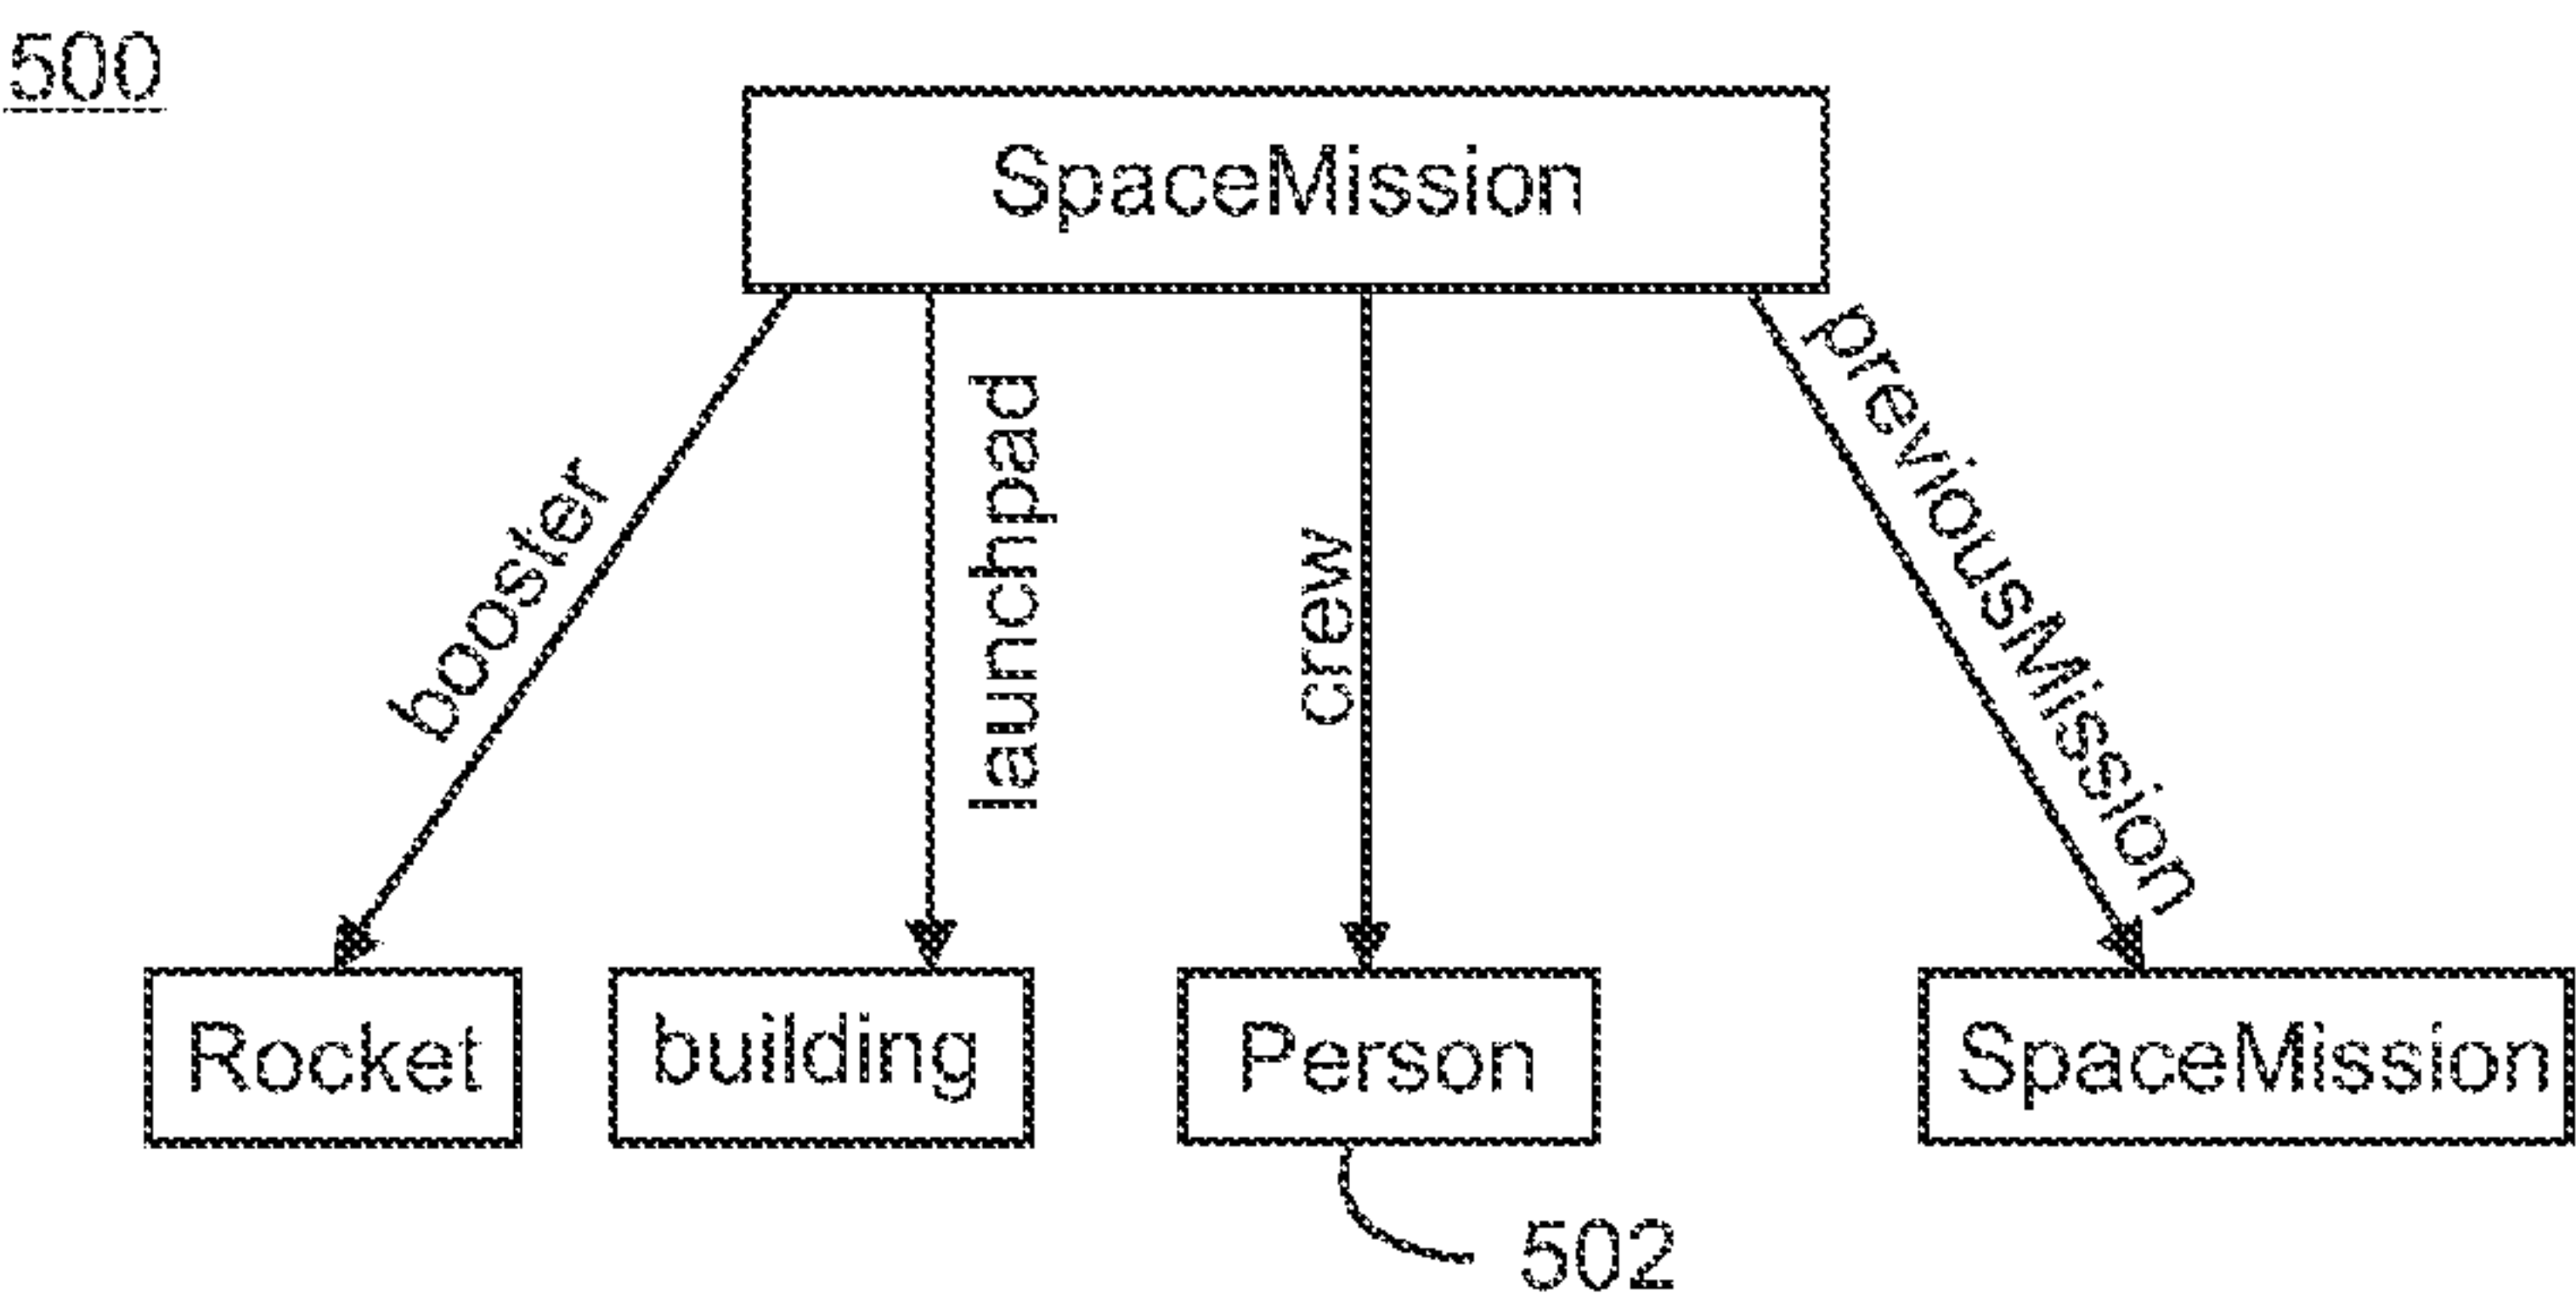 500
SpaceMission
booster
launchpad
crew
previousMission
Rocket
building
Person
SpaceMission
502